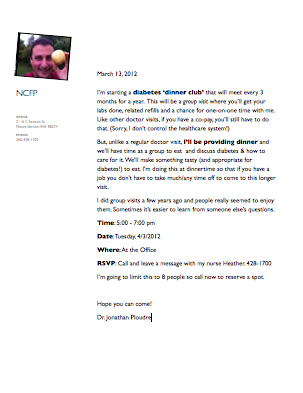 March 13, 2012
NCFP
I'm starting a diabetes 'dinner club' that will meet every 3
months for a year. This will be a group visit where you'll get your
labs done, related refills and a chance for one-on-one time with me.
Like other doctor visits, if you have a co-pay, you'll still have to do
that. (Sorry, I don't control the healthcare system!)
But, unlike a regular doctor visit, I'll be providing dinner and
we'll have time as a group to eat and discuss diabetes & how to
care for it. We'll make something tasty (and appropriate for
diabetes!) to eat. I'm doing this at dinnertime so that if you have a
job you don't have to take much/any time off to come to this longer
visit.
I did group visits a few years ago and people really seemed to enjoy
them. Sometimes it's easier to learn from someone else's questions.
Time: 5:00 - 7:00 pm
Date: Tuesday, 4/3/2012
Where: At the Office
RSVP: Call and leave a message with my nurse Heather. 428-1700
I'm going to limit this to 8 people so call now to reserve a spot.
Hope you can come!
Dr. Jonathan Ploudre